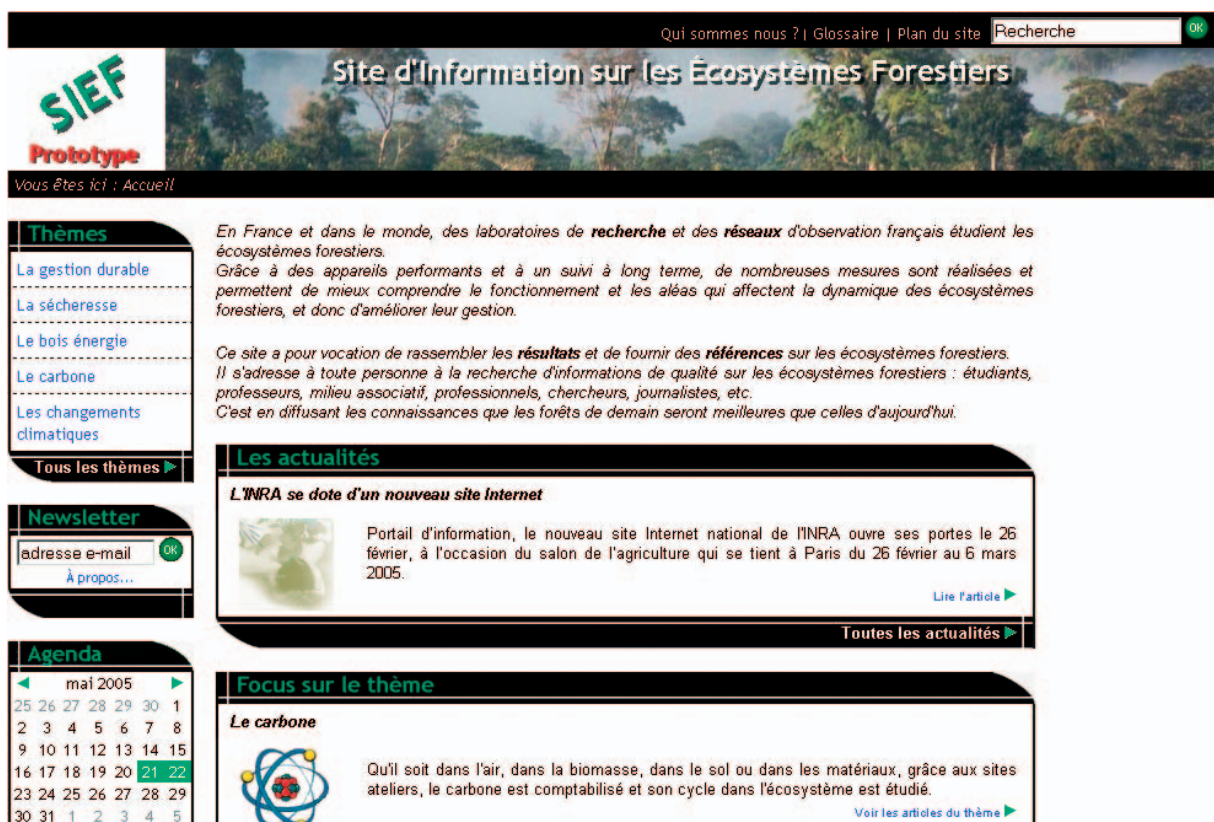 Qui sommes nous ? | Glossaire | Plan du site Recherche OK
SIEF
Prototype
Site d'Information sur les Écosystèmes Forestiers
Vous êtes ici : Accueil
Thèmes
La gestion durable
La sécheresse
Le bois énergie
Le carbone
Les changements
climatiques
Tous les thèmes
Newsletter
adresse e-mail OK
À propos...
Agenda
mai 2005
25 26 27 28 29 30 1
2 3 4 5 6 7 8
9 10 11 12 13 14 15
16 17 18 19 20 21 22
23 24 25 26 27 28 29
30 31 1 2 3 4 5
En France et dans le monde, des laboratoires de recherche et des réseaux d'observation français étudient les
écosystèmes forestiers.
Grâce à des appareils performants et à un suivi à long terme, de nombreuses mesures sont réalisées et
permettent de mieux comprendre le fonctionnement et les aléas qui affectent la dynamique des écosystèmes
forestiers, et donc d'améliorer leur gestion.
Ce site a pour vocation de rassembler les résultats et de fournir des références sur les écosystèmes forestiers.
Il s'adresse à toute personne à la recherche d'informations de qualité sur les écosystèmes forestiers : étudiants,
professeurs, milieu associatif, professionnels, chercheurs, journalistes, etc.
C'est en diffusant les connaissances que les forêts de demain seront meilleures que celles d'aujourd'hui.
Les actualités
L'INRA se dote d'un nouveau site Internet
Portail d'information, le nouveau site Internet national de l'INRA ouvre ses portes le 26
février, à l'occasion du salon de l'agriculture qui se tient à Paris du 26 février au 6 mars
2005.
Lire l'article
Toutes les actualités
Focus sur le thème
Le carbone
Qu'il soit dans l'air, dans la biomasse, dans le sol ou dans les matériaux, grâce aux sites
ateliers, le carbone est comptabilisé et son cycle dans l'écosystème est étudié.
Voir les articles du thème